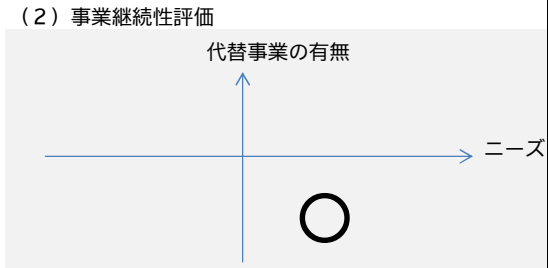 （２）事業継続性評価
代替事業の有無
ニーズ